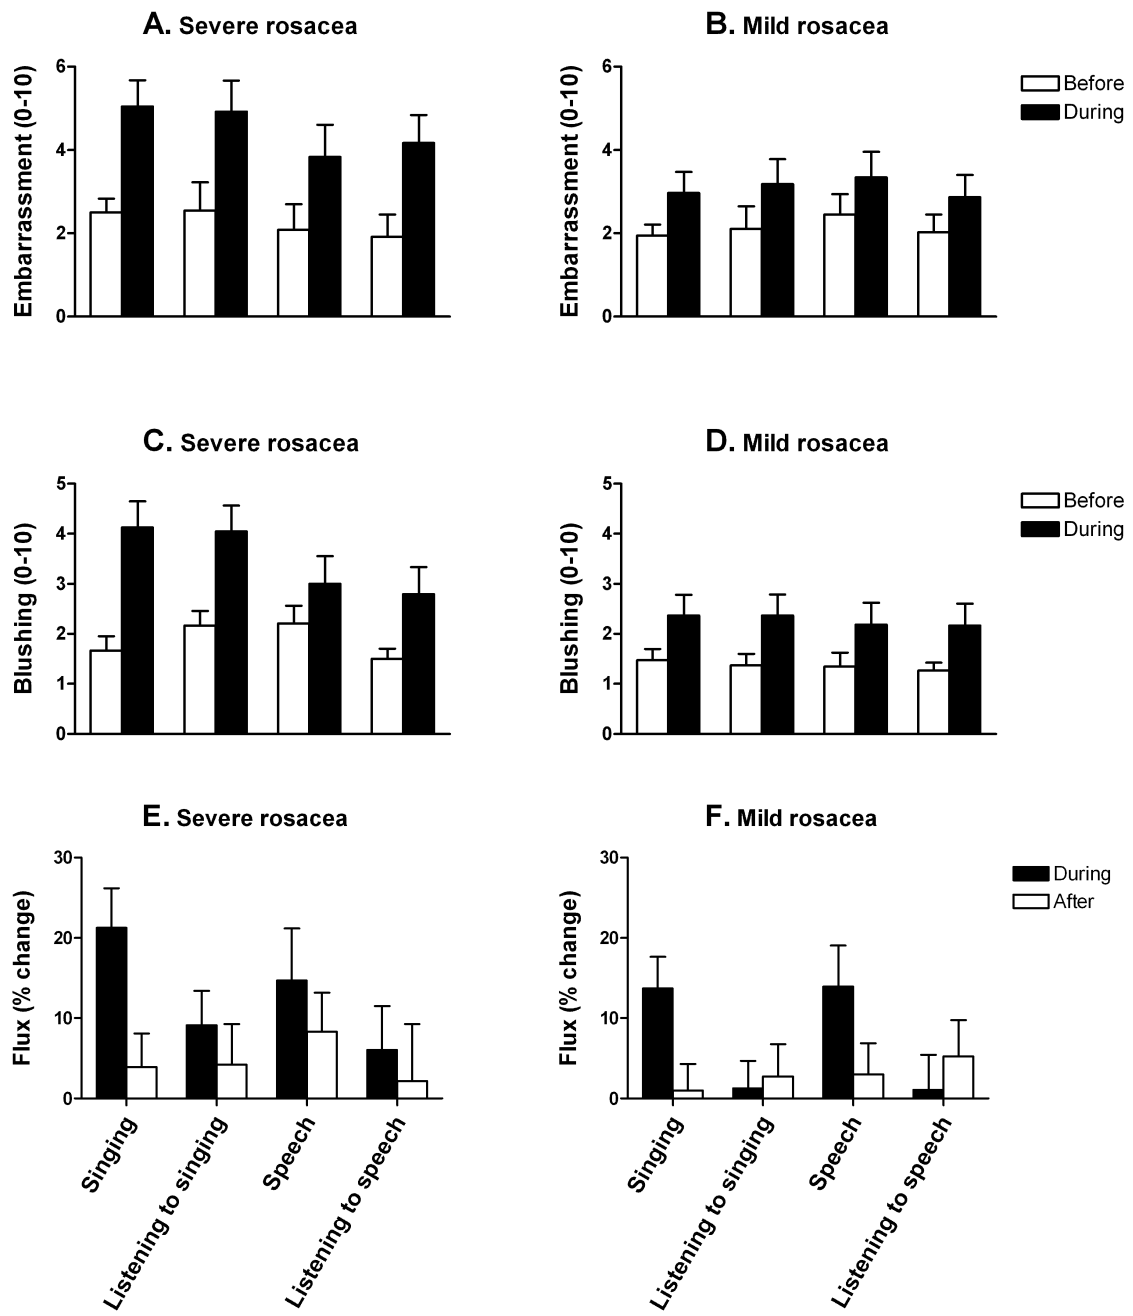 A. Severe rosacea
B. Mild rosacea
Embarrassment (0-10)
6
4
2
0
Embarrassment (0-10)
6
4
2
0
Before
During
C. Severe rosacea
D. Mild rosacea
Blushing (0-10)
5
4
3
2
1
0
Blushing (0-10)
5
4
3
2
1
0
Before
During
E. Severe rosacea
F. Mild rosacea
Flux (% change)
30
20
10
0
Flux (% change)
30
20
10
0
During
After
Singing
Listening to singing
Speech
Listening to speech
Singing
Listening to singing
Speech
Listening to speech